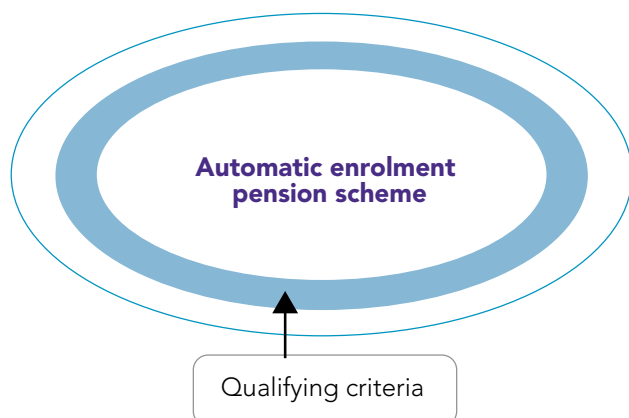 Automatic enrolment
pension scheme
Qualifying criteria